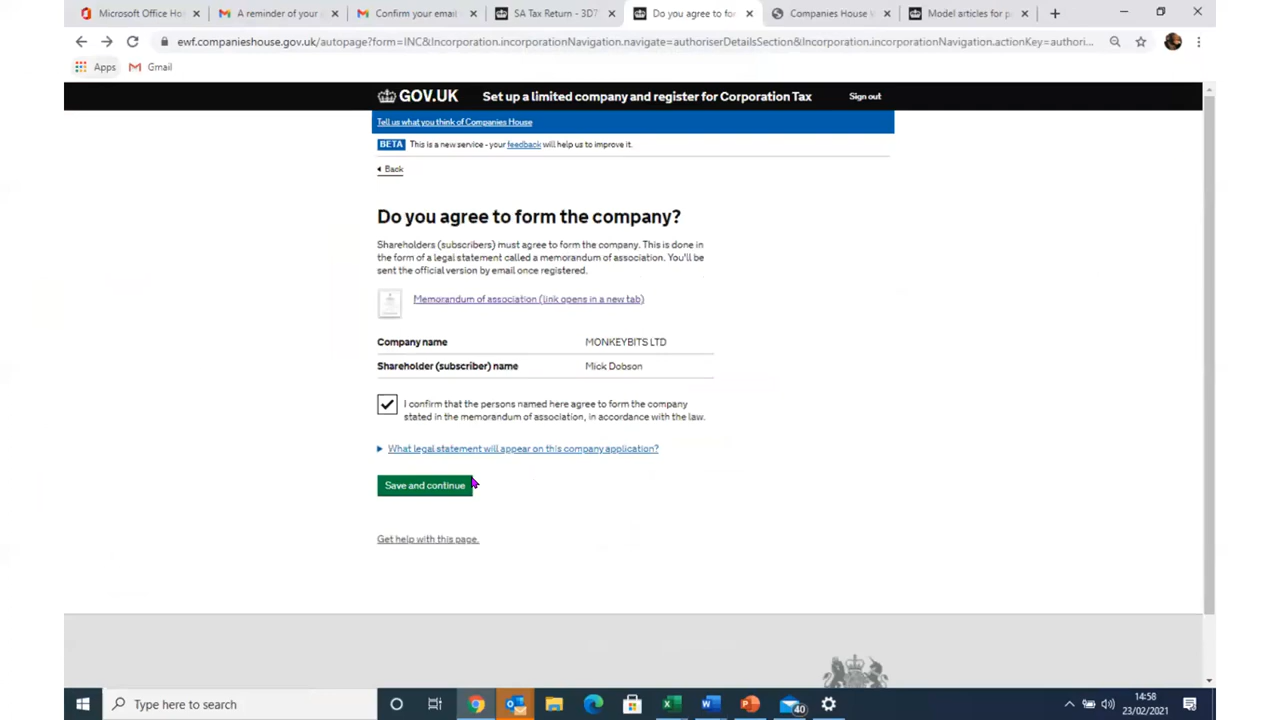 Microsoft Office Ho
A reminder of your
Confirm your email
SA Tax Return - 3D7
Do you agree to for
Companies House
Model articles for p
ewf.companieshouse.gov.uk/autopage?form=INC&Incorporation.incorporationNavigation.navigate=authoriserDetailsSection&Incorporation.incorporationNavigation.actionKey=authori...
Apps
Gmail
GOV.UK
Set up a limited company and register for Corporation Tax
Sign out
Tell us what you think of Companies House
BETA
This is a new service - your feedback will help us to improve it.
Back
Do you agree to form the company?
Shareholders (subscribers) must agree to form the company. This is done in
the form of a legal statement called a memorandum of association. You'll be
sent the official version by email once registered.
Memorandum of association (link opens in a new tab)
Company name
MONKEYBITS LTD
Shareholder (subscriber) name
Mick Dobson
I confirm that the persons named here agree to form the company
stated in the memorandum of association, in accordance with the law.
What legal statement will appear on this company application?
Save and continue
Get help with this page.
Type here to search
40
14:58
23/02/2021